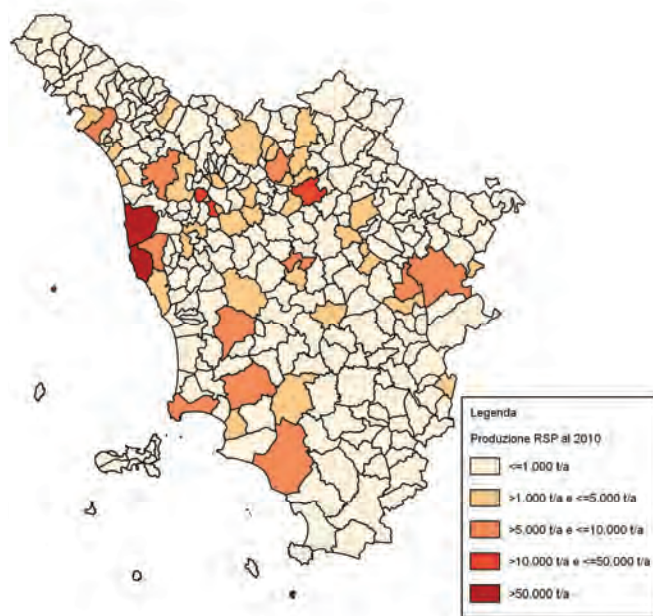 Legenda
Produzione RSP al 2010
<=1.000 t/a
>1.000 t/a e <=5.000 t/a
>5.000 t/a e <=10.000 t/a
>10.000 t/a e <=50.000 t/a
>50.000 t/a